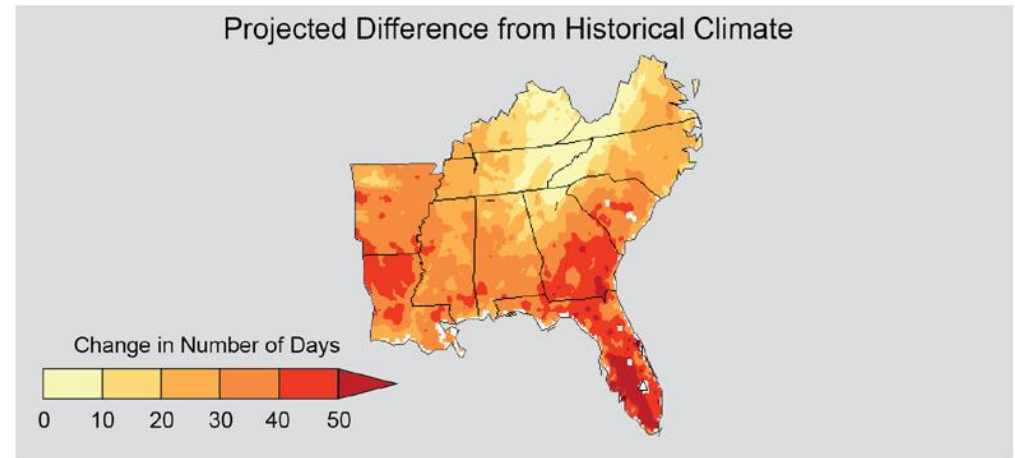 Projected Difference from Historical Climate
Change in Number of Days
0 10 20 30 40 50